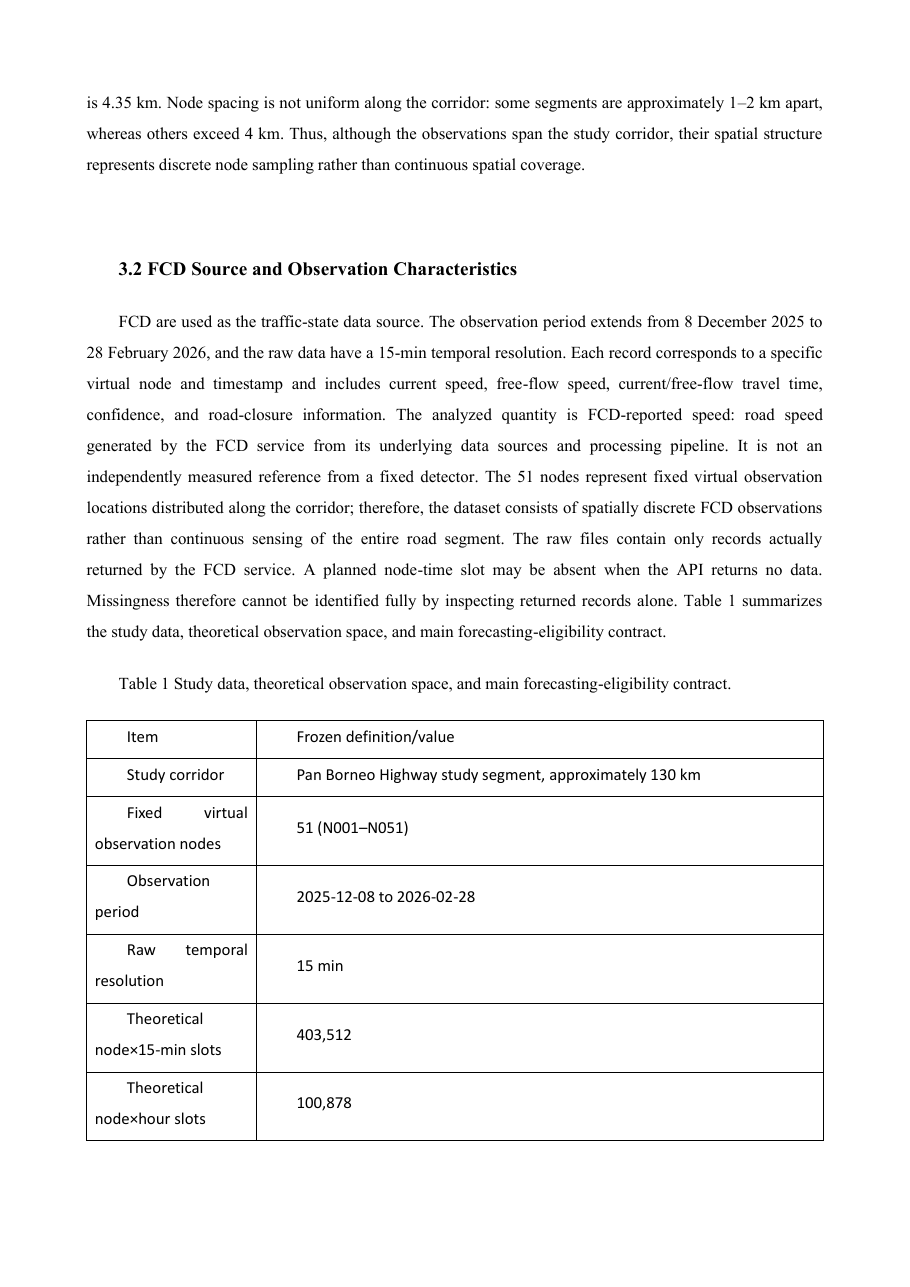 is 4.35 km. Node spacing is not uniform along the corridor: some segments are approximately 1–2 km apart,
whereas others exceed 4 km. Thus, although the observations span the study corridor, their spatial structure
represents discrete node sampling rather than continuous spatial coverage.
3.2 FCD Source and Observation Characteristics
FCD are used as the traffic-state data source. The observation period extends from 8 December 2025 to
28 February 2026, and the raw data have a 15-min temporal resolution. Each record corresponds to a specific
virtual node and timestamp and includes current speed, free-flow speed, current/free-flow travel time,
confidence, and road-closure information. The analyzed quantity is FCD-reported speed: road speed
generated by the FCD service from its underlying data sources and processing pipeline. It is not an
independently measured reference from a fixed detector. The 51 nodes represent fixed virtual observation
locations distributed along the corridor; therefore, the dataset consists of spatially discrete FCD observations
rather than continuous sensing of the entire road segment. The raw files contain only records actually
returned by the FCD service. A planned node-time slot may be absent when the API returns no data.
Missingness therefore cannot be identified fully by inspecting returned records alone. Table 1 summarizes
the study data, theoretical observation space, and main forecasting-eligibility contract.
Table 1 Study data, theoretical observation space, and main forecasting-eligibility contract.
Item
Frozen definition/value
Study corridor
Pan Borneo Highway study segment, approximately 130 km
Fixed virtual
observation nodes
51 (N001–N051)
Observation
period
2025-12-08 to 2026-02-28
Raw temporal
resolution
15 min
Theoretical
node×15-min slots
403,512
Theoretical
node×hour slots
100,878